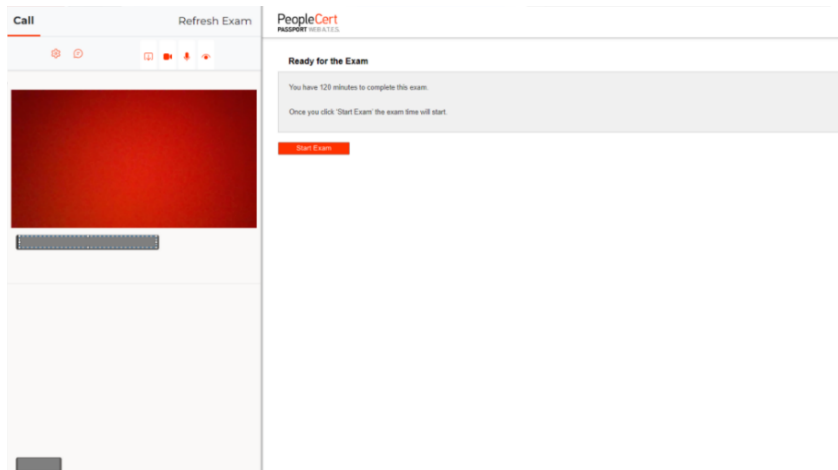 Call
Refresh Exam
PeopleCert
PASSPORT WEB A.T.E.S.
Ready for the Exam
You have 120 minutes to complete this exam.
Once you click 'Start Exam' the exam time will start.
Start Exam